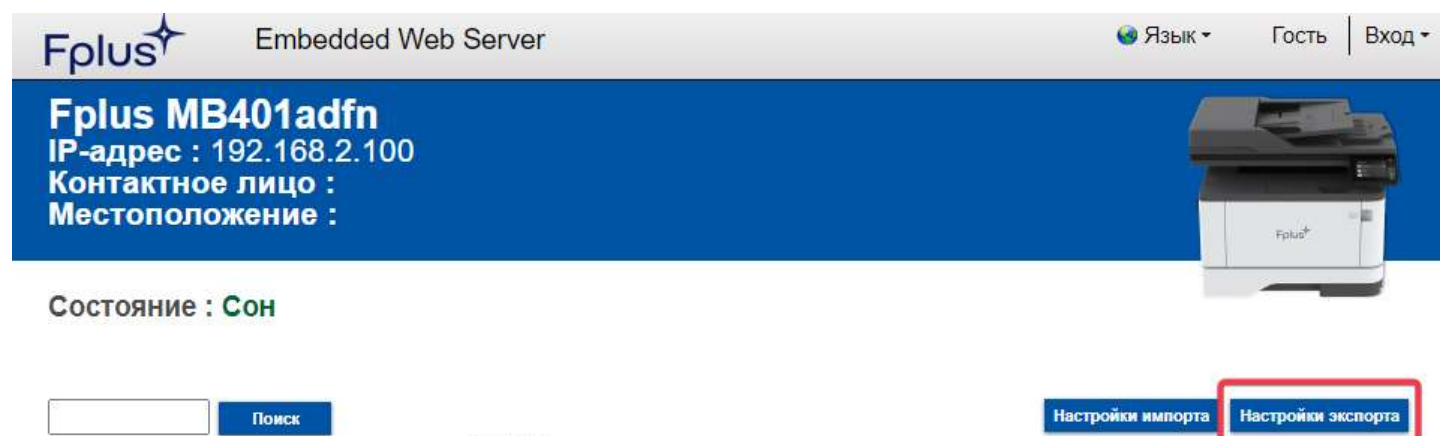 Fplus Embedded Web Server Язык Гость Вход
Fplus MB401adfn
IP-адрес : 192.168.2.100
Контактное лицо :
Местоположение :
Fplus
Состояние : Сон
Поиск Настройки импорта Настройки экспорта